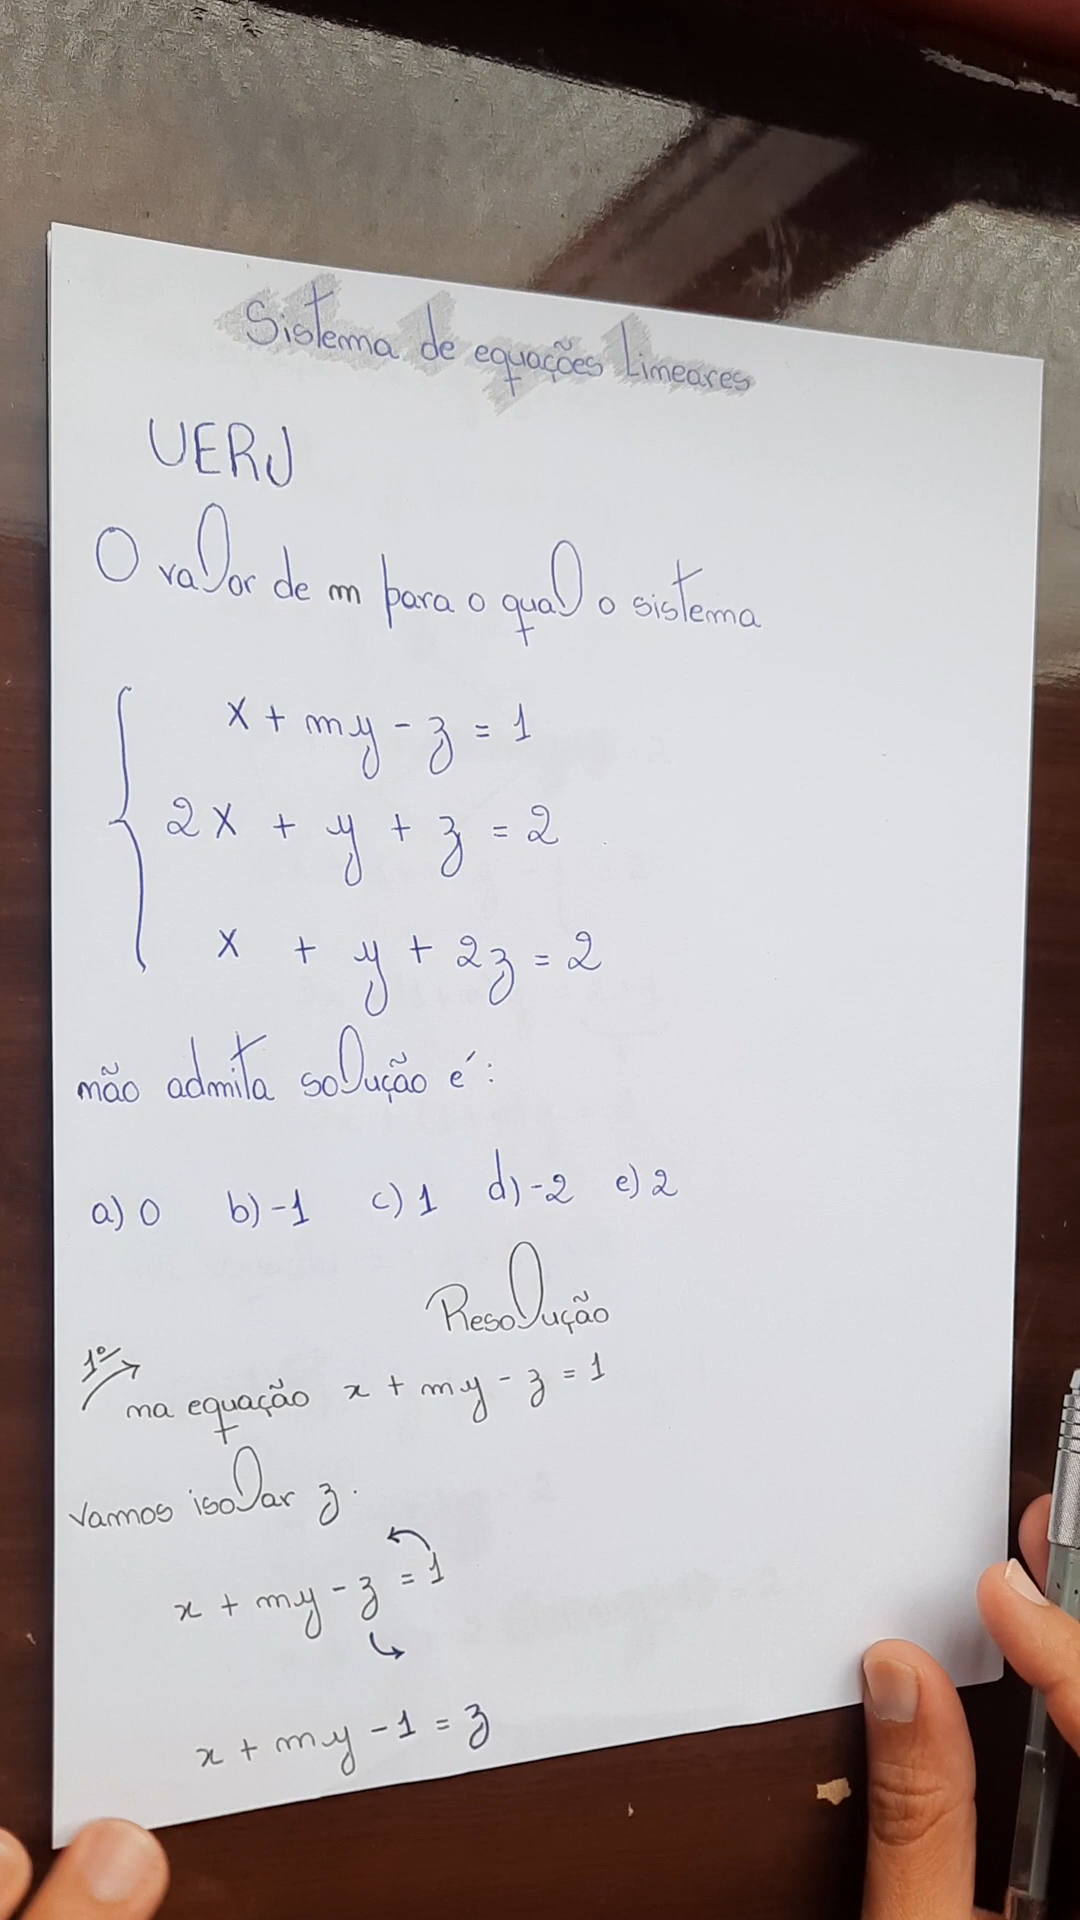 Sistema de equações Lineares
UERJ
O valor de m para o qual o sistema
x + my - z = 1
2x + y + z = 2
x + y + 2z = 2
não admita solução é:
a) 0 b) -1 c) 1 d) -2 e) 2
Resolução
1º
na equação x + my - z = 1
vamos isolar z.
x + my - z = 1
x + my - 1 = z